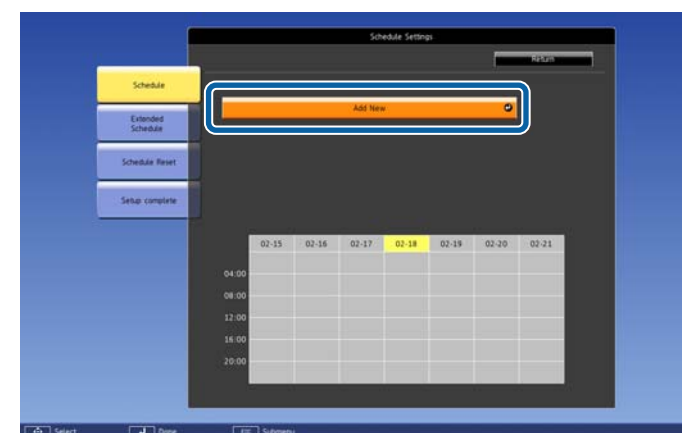 Schedule Settings
Return
Schedule
Add New
Extended
Schedule
Schedule Reset
Setup complete
02-15 02-16 02-17 02-18 02-19 02-20 02-21
04:00
08:00
12:00
16:00
20:00
Select Done Submenu